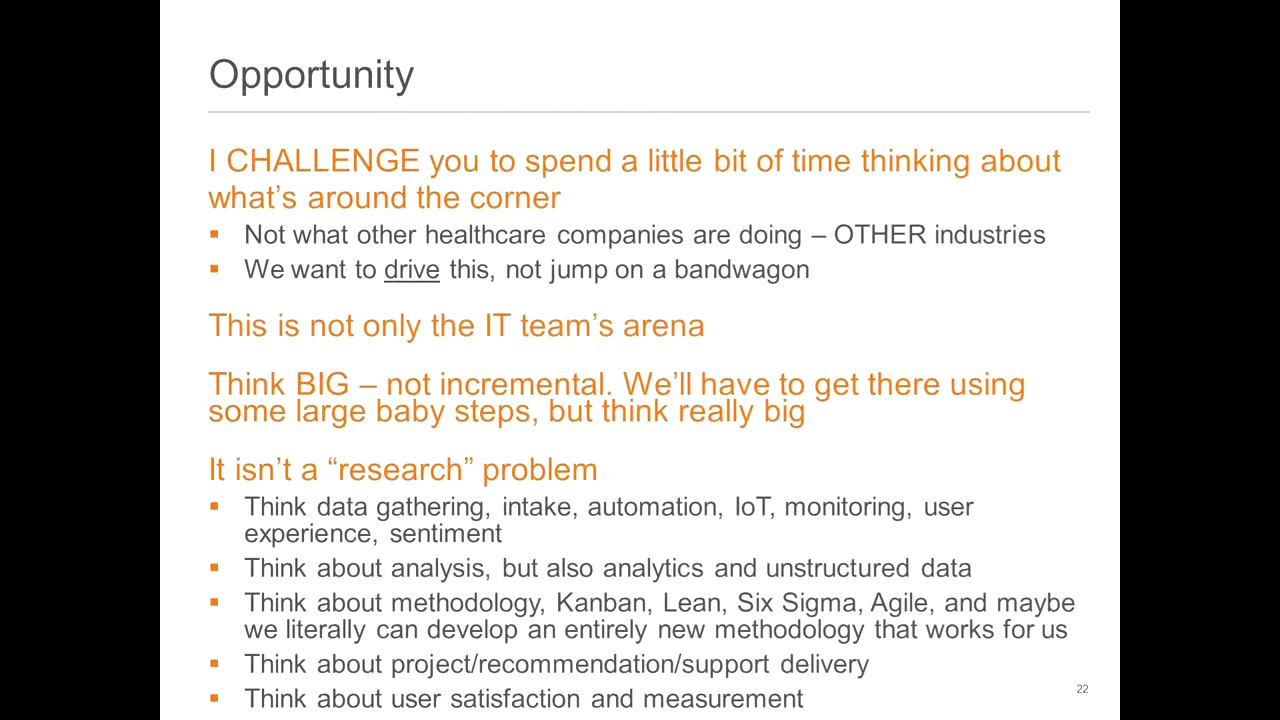 Opportunity
I CHALLENGE you to spend a little bit of time thinking about
what’s around the corner
▪ Not what other healthcare companies are doing – OTHER industries
▪ We want to drive this, not jump on a bandwagon
This is not only the IT team’s arena
Think BIG – not incremental. We’ll have to get there using
some large baby steps, but think really big
It isn’t a “research” problem
▪ Think data gathering, intake, automation, IoT, monitoring, user
experience, sentiment
▪ Think about analysis, but also analytics and unstructured data
▪ Think about methodology, Kanban, Lean, Six Sigma, Agile, and maybe
we literally can develop an entirely new methodology that works for us
▪ Think about project/recommendation/support delivery
▪ Think about user satisfaction and measurement
22